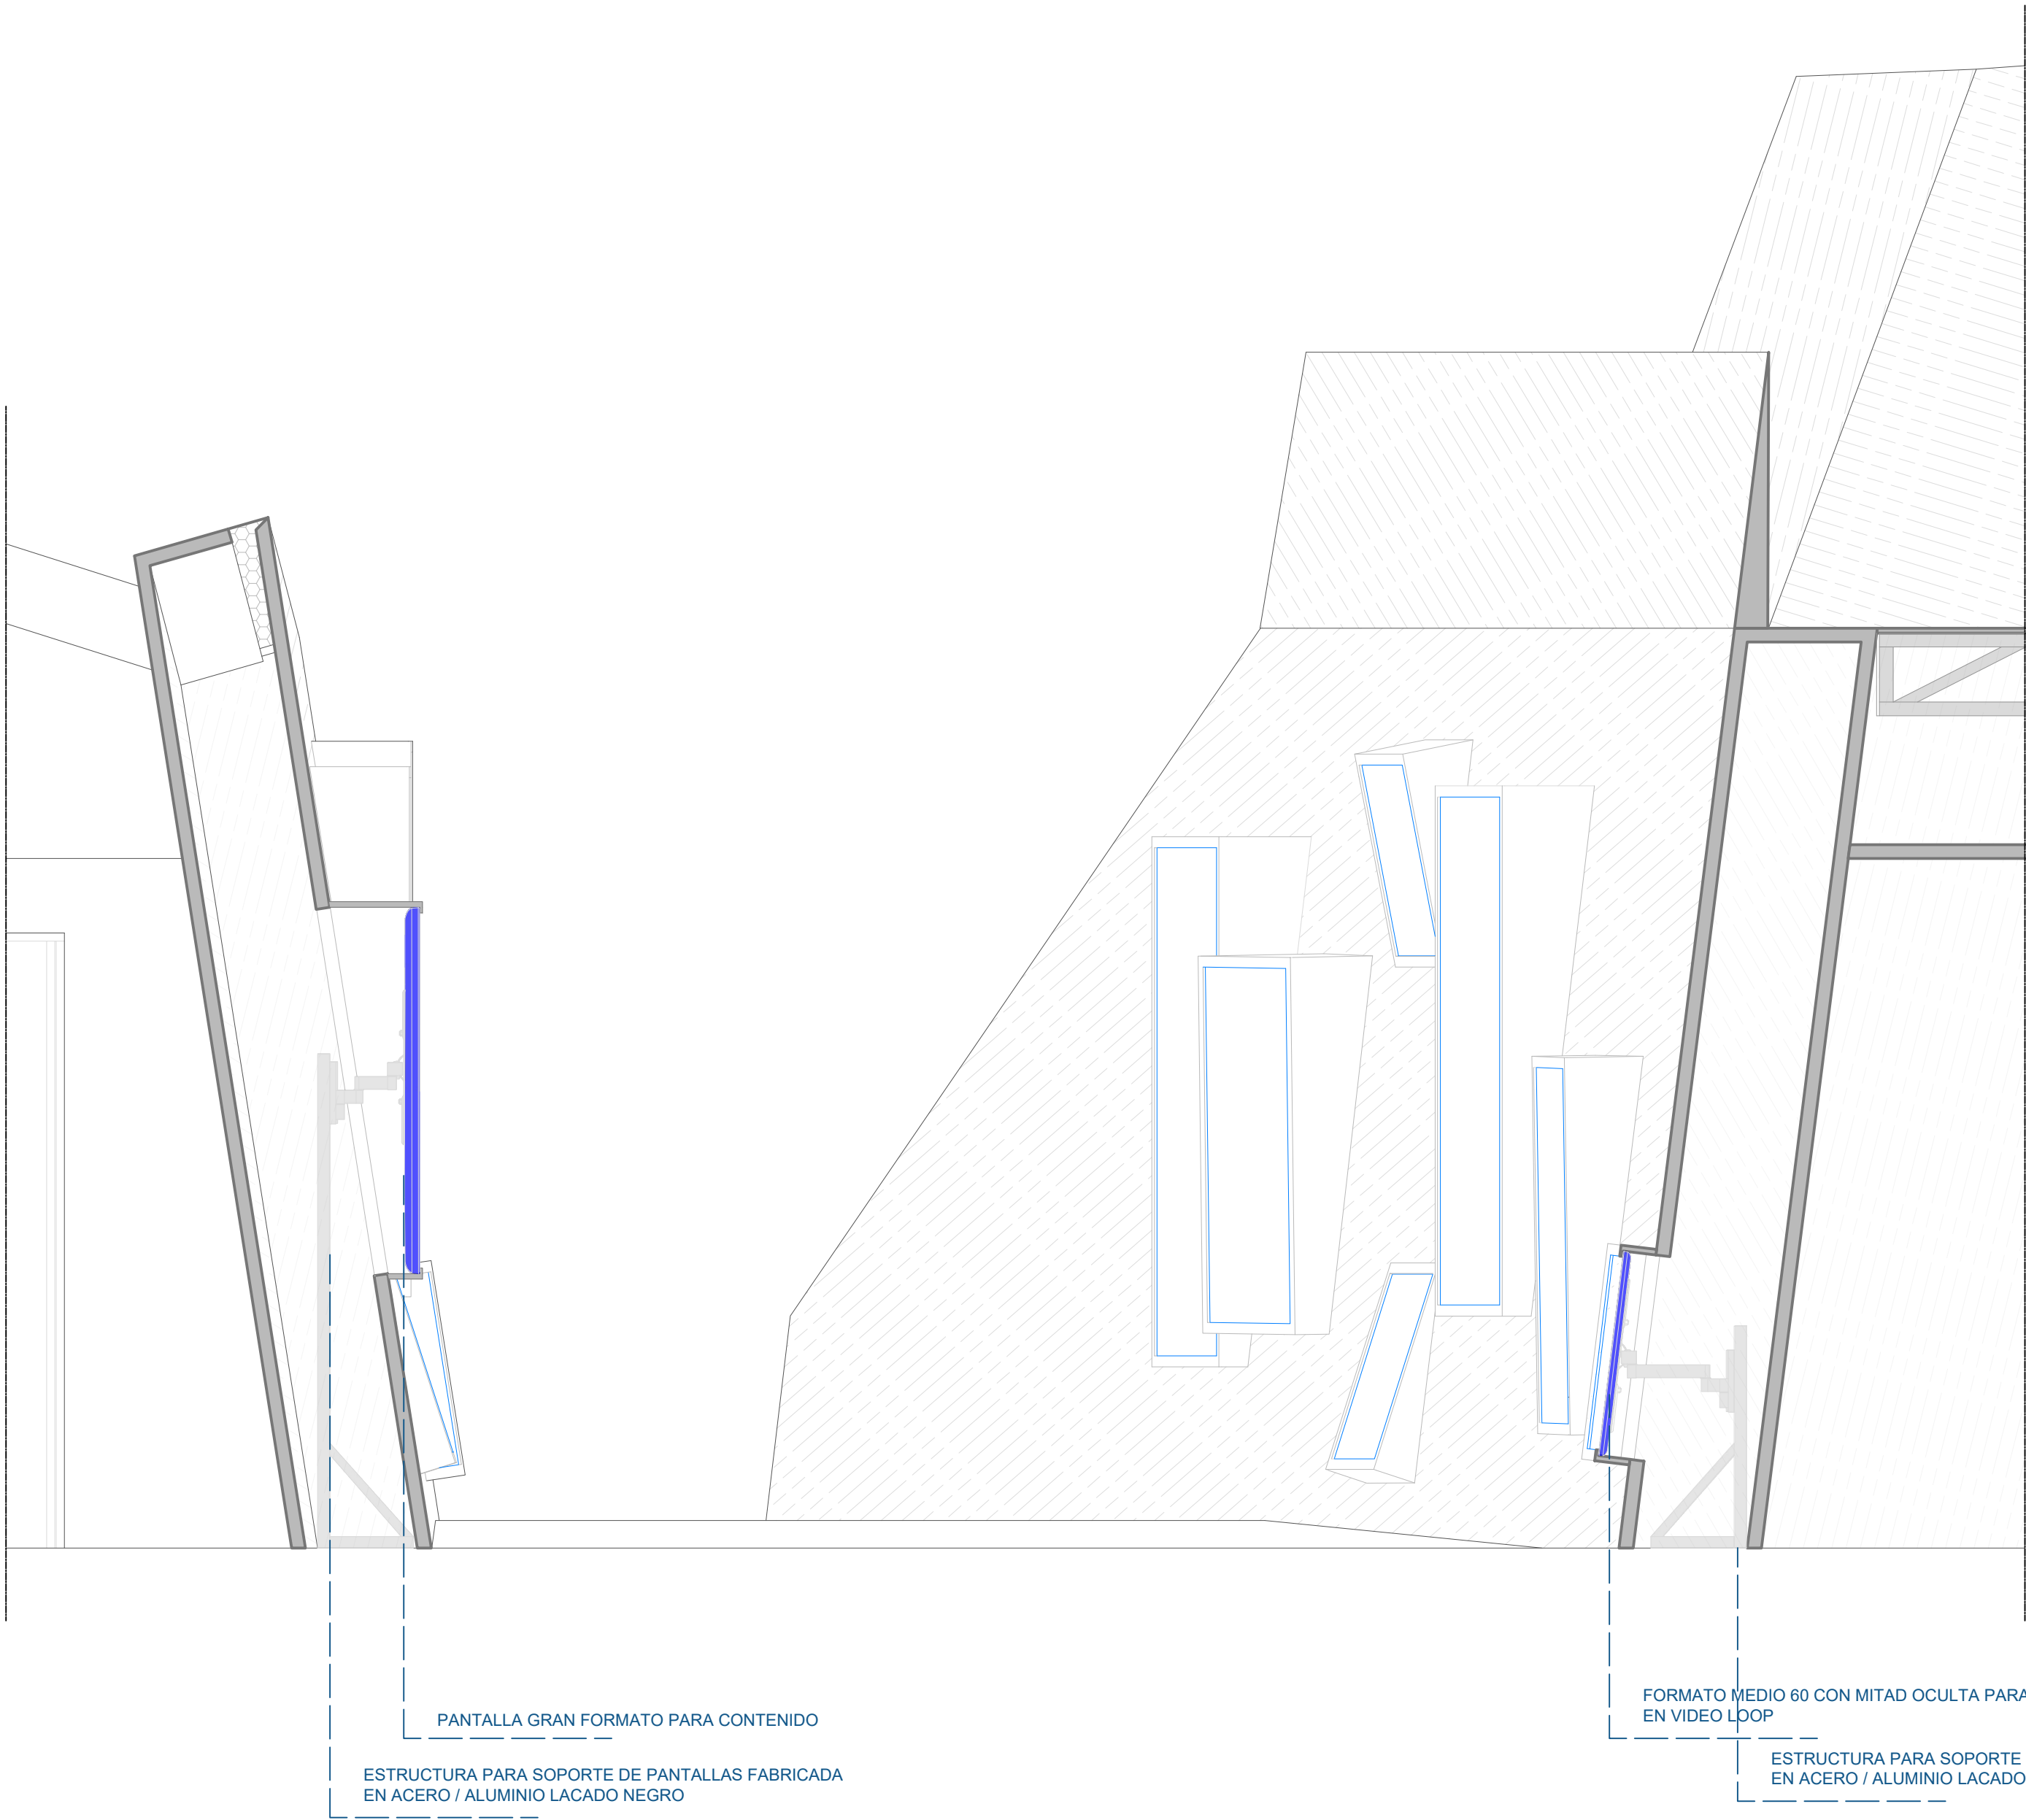 PANTALLA GRAN FORMATO PARA CONTENIDO
ESTRUCTURA PARA SOPORTE DE PANTALLAS FABRICADA
EN ACERO / ALUMINIO LACADO NEGRO
FORMATO MEDIO 60 CON MITAD OCULTA PARA
EN VIDEO LOOP
ESTRUCTURA PARA SOPORTE
EN ACERO / ALUMINIO LACADO